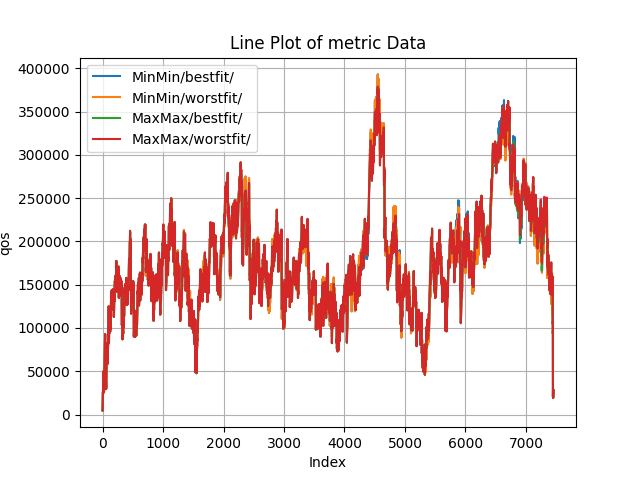 Line Plot of metric Data
MinMin/bestfit/
MinMin/worstfit/
MaxMax/bestfit/
MaxMax/worstfit/
400000
350000
300000
250000
200000
150000
100000
50000
0
qos
0 1000 2000 3000 4000 5000 6000 7000
Index